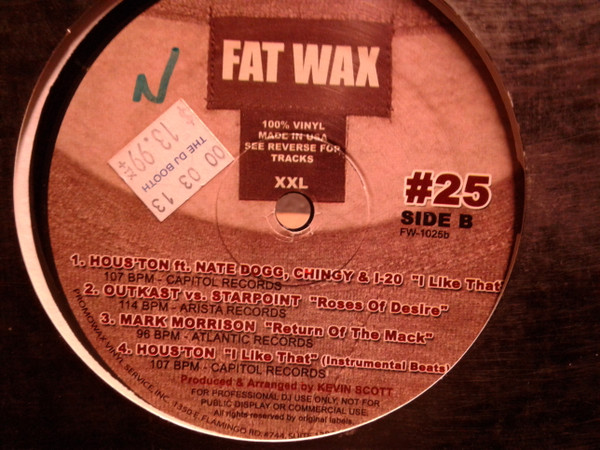 FAT WAX
100% VINYL
MADE IN USA
SEE REVERSE FOR
TRACKS
XXL
N
THE DJ BOOTH
13.99
00 03 13
#25
SIDE B
FW-1025b
1. HOUS'TON ft. NATE DOGG, CHINGY & I-20 "I Like That
107 BPM - CAPITOL RECORDS
2. OUTKAST vs. STARPOINT "Roses Of Desire"
114 BPM - ARISTA RECORDS
3. MARK MORRISON "Return Of The Mack"
96 BPM - ATLANTIC RECORDS
4. HOUS'TON "I Like That" (Instrumental Beats)
107 BPM - CAPITOL RECORDS
Produced & Arranged by KEVIN SCOTT
FOR PROFESSIONAL DJ USE ONLY, NOT FOR
PUBLIC DISPLAY OR COMMERCIAL USE.
All rights reserved by original labels.
PROMOWAX VINYL SERVICE, INC. 1350 E. FLAMINGO RD. #744, SUITE